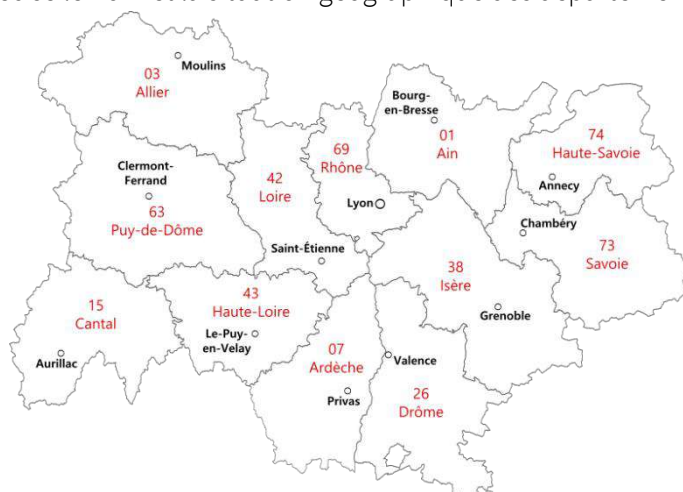 03
Allier
Moulins
Bourg-
en-Bresse
01
Ain
74
Haute-Savoie
Annecy
69
Rhône
Lyon
42
Loire
Clermont-
Ferrand
63
Puy-de-Dôme
Saint-Étienne
Chambéry
73
Savoie
38
Isère
Grenoble
15
Cantal
Aurillac
43
Haute-Loire
Le-Puy-
en-Velay
07
Ardèche
Privas
Valence
26
Drôme